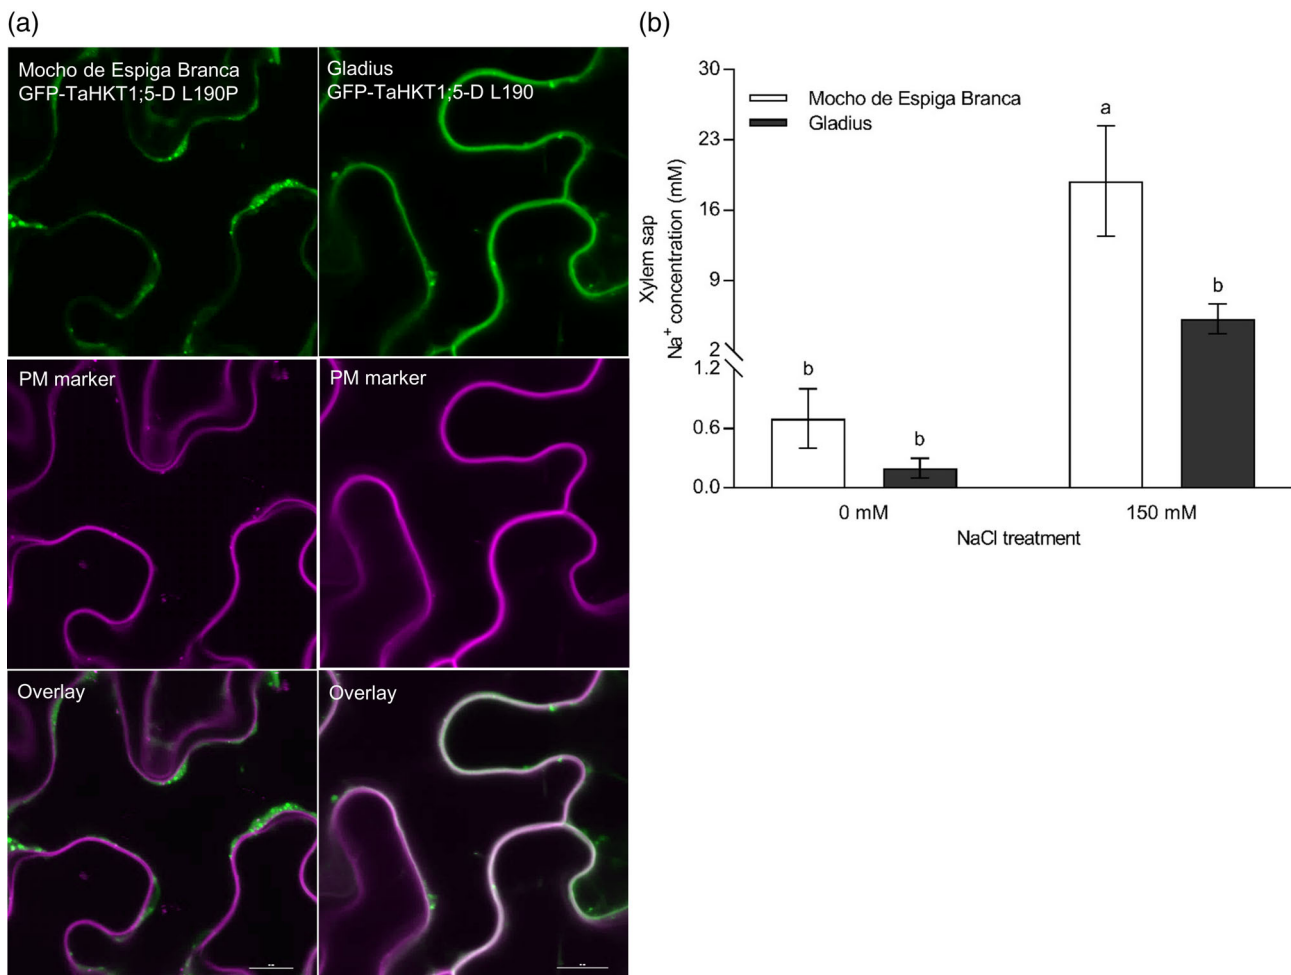 (a)
Mocho de Espiga Branca
GFP-TaHKT1;5-D L190P
Gladius
GFP-TaHKT1;5-D L190
PM marker
PM marker
Overlay
Overlay
(b)
Xylem sap
Na⁺ concentration (mM)
30
23
16
9
2
1.2
0.6
0.0
Mocho de Espiga Branca
Gladius
b
b
a
b
0 mM
150 mM
NaCl treatment